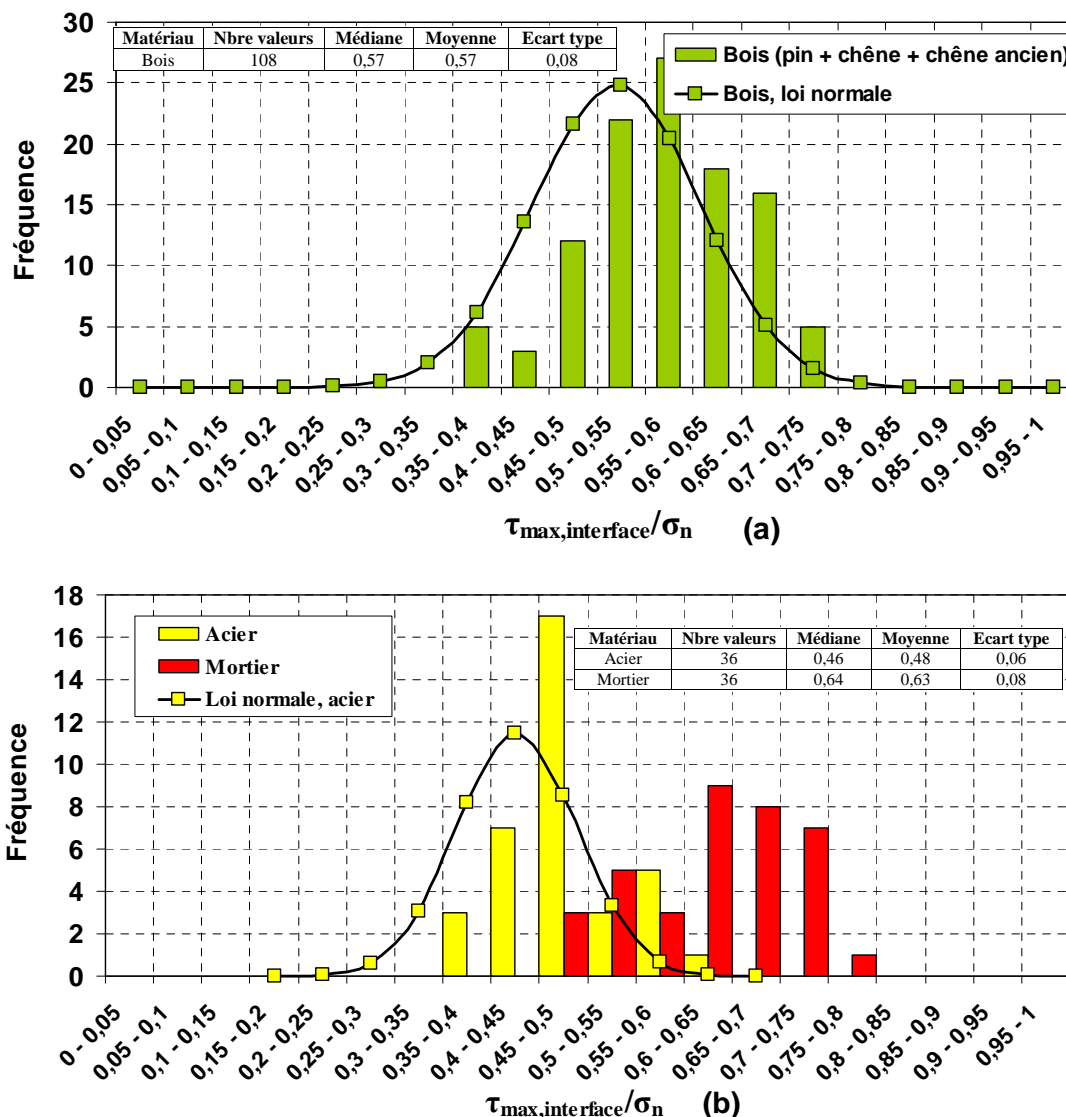 30
25
20
15
10
5
0
Fréquence
Matériau Nbre valeurs Médiane Moyenne Ecart type
Bois 108 0,57 0,57 0,08
Bois (pin + chêne + chêne ancien)
Bois, loi normale
0 - 0,05
0,05 - 0,1
0,1 - 0,15
0,15 - 0,2
0,2 - 0,25
0,25 - 0,3
0,3 - 0,35
0,35 - 0,4
0,4 - 0,45
0,45 - 0,5
0,5 - 0,55
0,55 - 0,6
0,6 - 0,65
0,65 - 0,7
0,7 - 0,75
0,75 - 0,8
0,8 - 0,85
0,85 - 0,9
0,9 - 0,95
0,95 - 1
τmax,interface/σn (a)
18
16
14
12
10
8
6
4
2
0
Fréquence
Acier
Mortier
Loi normale, acier
Matériau Nbre valeurs Médiane Moyenne Ecart type
Acier 36 0,46 0,48 0,06
Mortier 36 0,64 0,63 0,08
0 - 0,05
0,05 - 0,1
0,1 - 0,15
0,15 - 0,2
0,2 - 0,25
0,25 - 0,3
0,3 - 0,35
0,35 - 0,4
0,4 - 0,45
0,45 - 0,5
0,5 - 0,55
0,55 - 0,6
0,6 - 0,65
0,65 - 0,7
0,7 - 0,75
0,75 - 0,8
0,8 - 0,85
0,85 - 0,9
0,9 - 0,95
0,95 - 1
τmax,interface/σn (b)